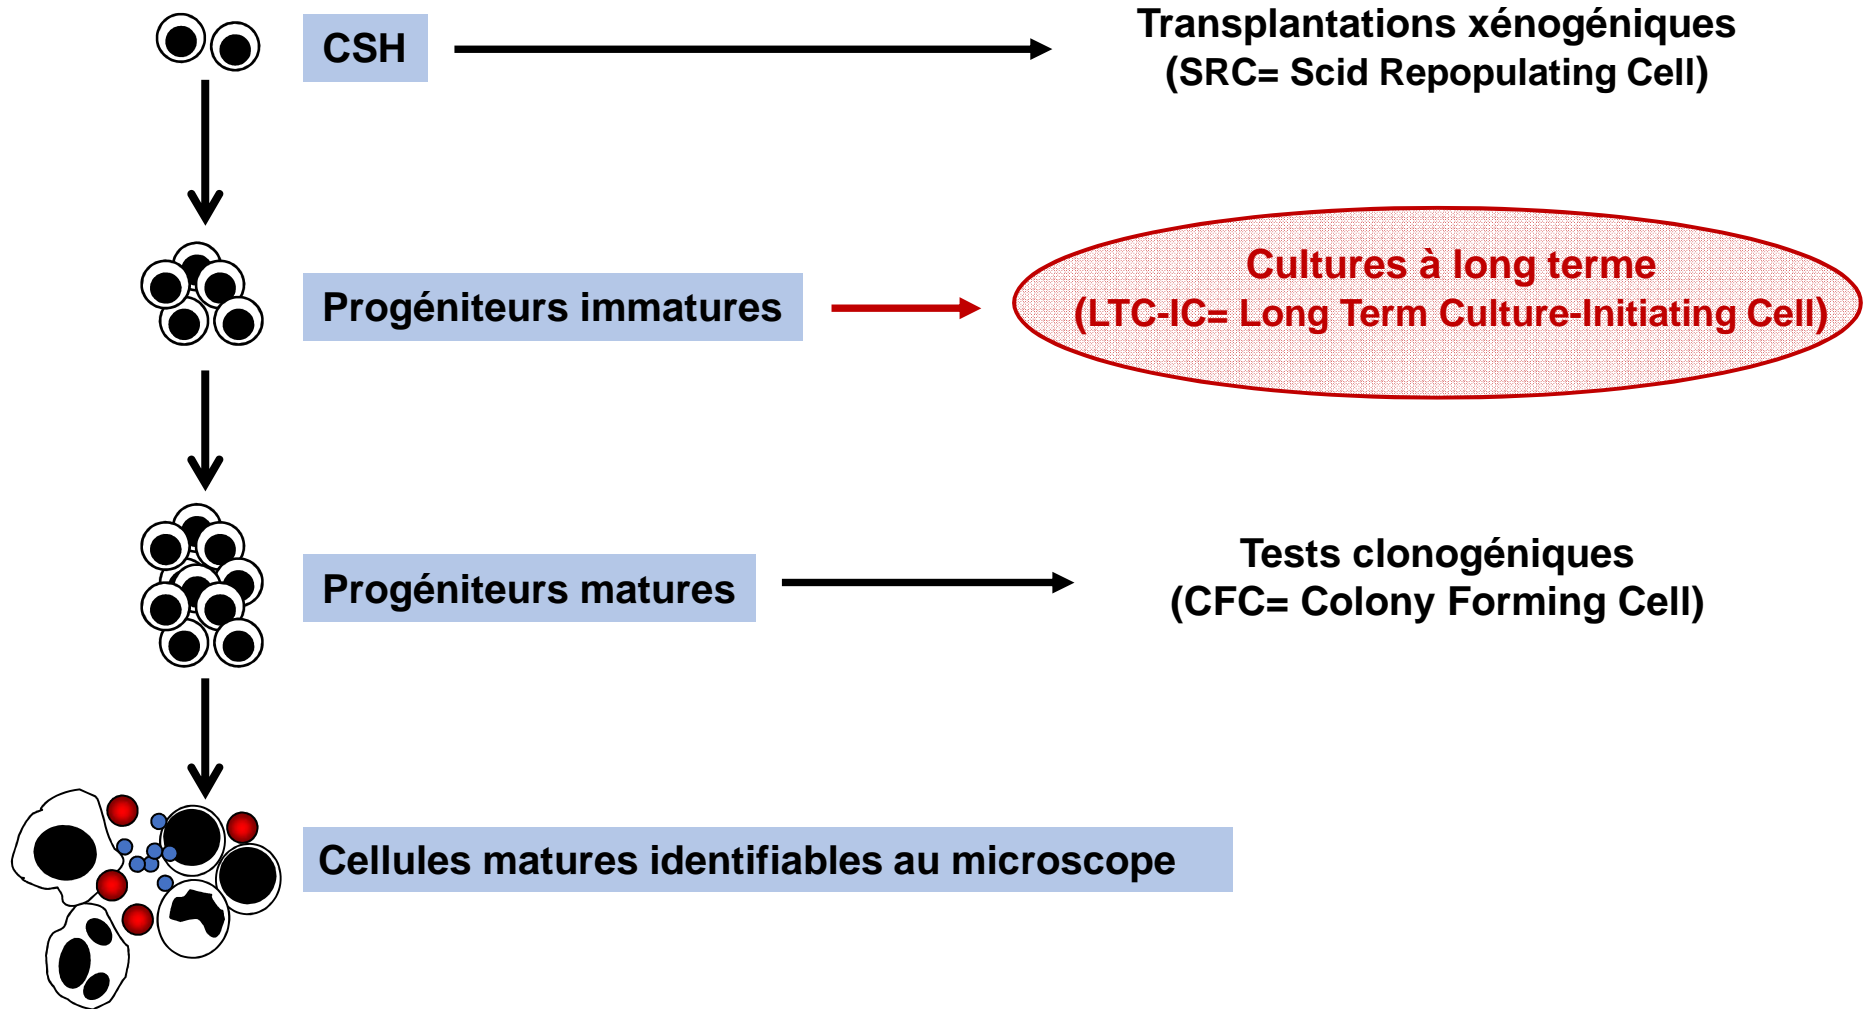 CSH
Transplantations xénogéniques
(SRC= Scid Repopulating Cell)
Progéniteurs immatures
Cultures à long terme
(LTC-IC= Long Term Culture-Initiating Cell)
Progéniteurs matures
Tests clonogéniques
(CFC= Colony Forming Cell)
Cellules matures identifiables au microscope